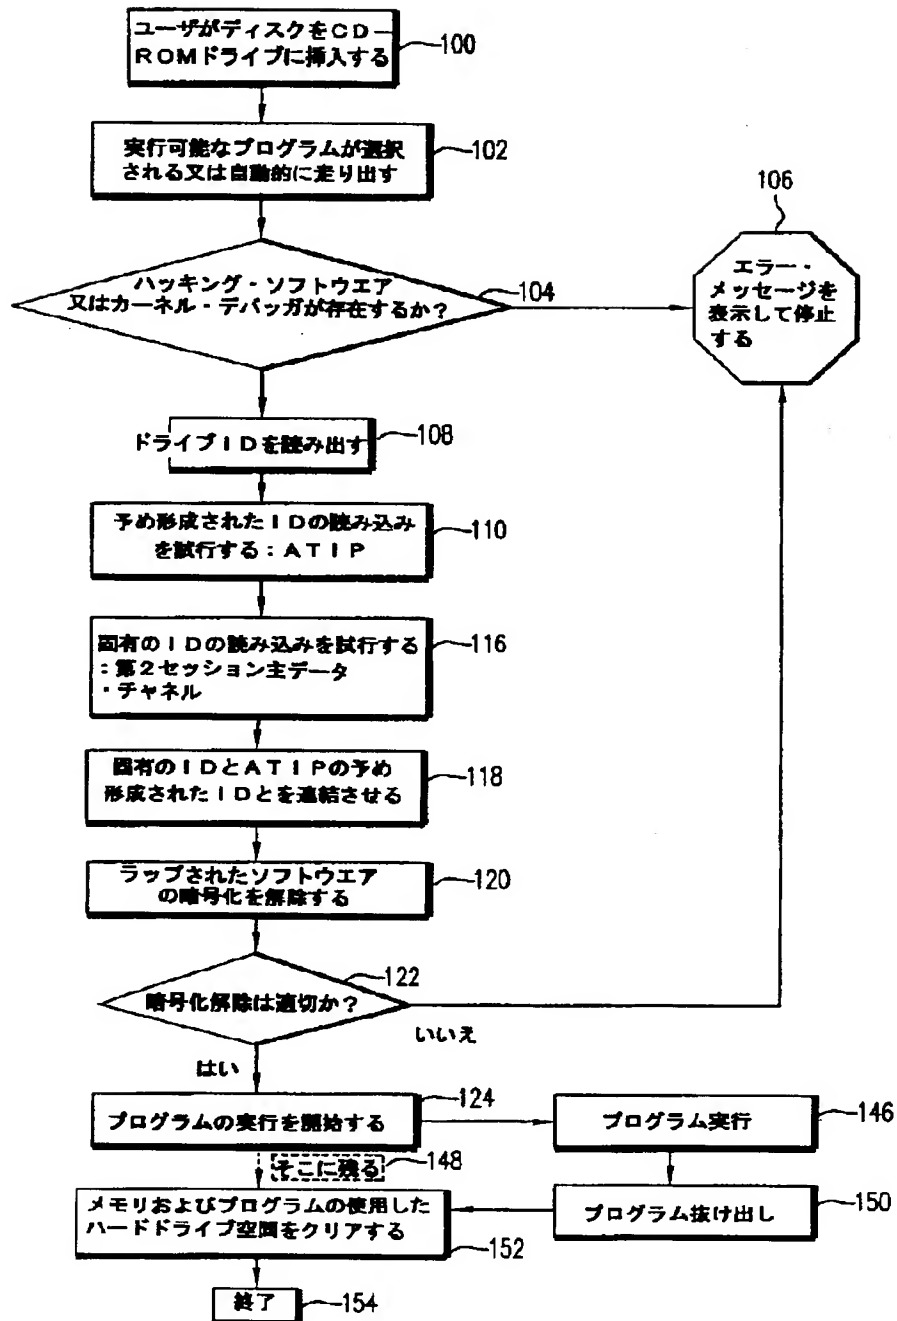 ユーザがディスクをCD-
ROMドライブに挿入する
100
実行可能なプログラムが選択
される又は自動的に走り出す
102
106
エラー・
メッセージを
表示して停止
する
ハッキング・ソフトウエア
又はカーネル・デバッガが存在するか?
104
ドライブIDを読み出す
108
予め形成されたIDの読み込み
を試行する:ATIP
110
固有のIDの読み込みを試行する
:第2セッション主データ
・チャネル
116
固有のIDとATIPの予め
形成されたIDとを連結させる
118
ラップされたソフトウエア
の暗号化を解除する
120
122
暗号化解除は適切か?
いいえ
はい
プログラムの実行を開始する
124
プログラム実行
146
そこに残る
148
プログラム抜け出し
150
メモリおよびプログラムの使用した
ハードドライブ空間をクリアする
152
終了
154